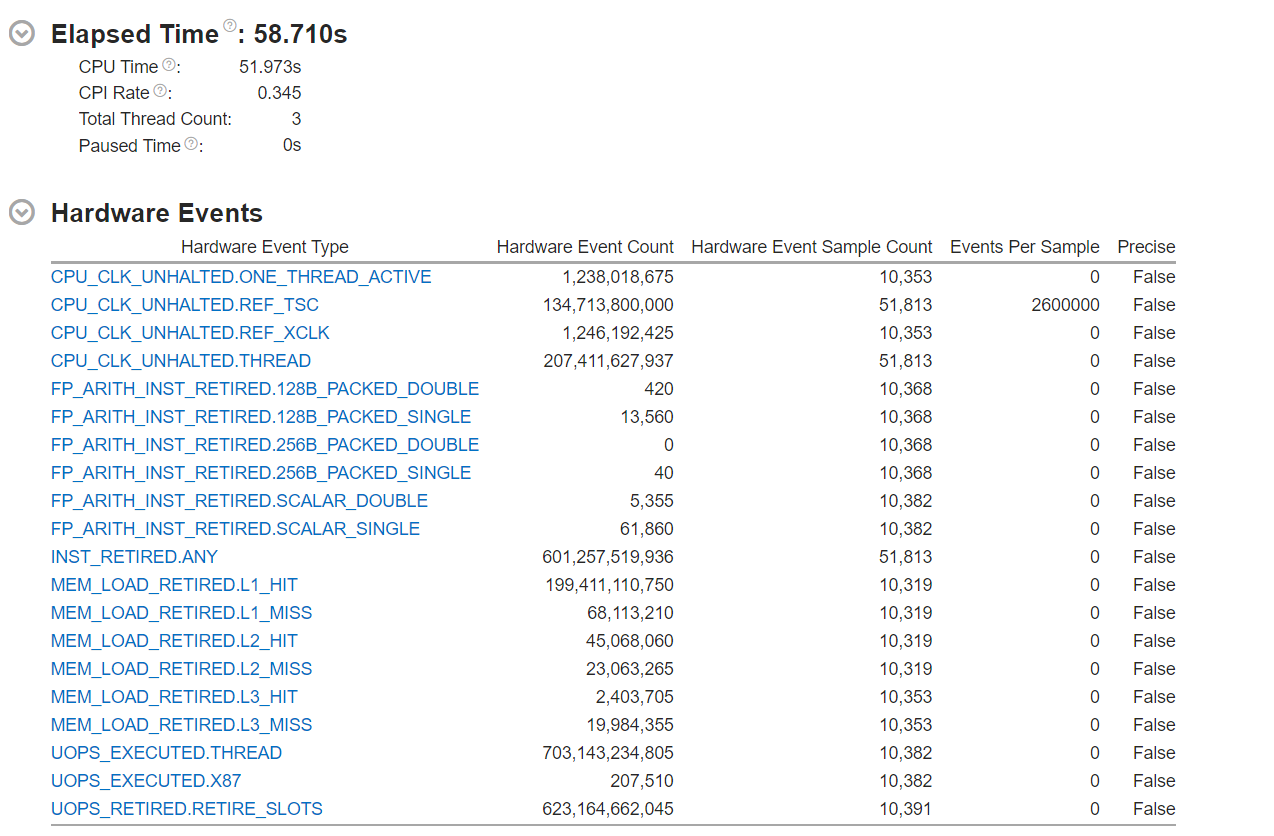 Elapsed Time ?: 58.710s
CPU Time ?: 51.973s
CPI Rate ?: 0.345
Total Thread Count: 3
Paused Time ?: 0s
Hardware Events
Hardware Event Type Hardware Event Count Hardware Event Sample Count Events Per Sample Precise
CPU_CLK_UNHALTED.ONE_THREAD_ACTIVE 1,238,018,675 10,353 0 False
CPU_CLK_UNHALTED.REF_TSC 134,713,800,000 51,813 2600000 False
CPU_CLK_UNHALTED.REF_XCLK 1,246,192,425 10,353 0 False
CPU_CLK_UNHALTED.THREAD 207,411,627,937 51,813 0 False
FP_ARITH_INST_RETIRED.128B_PACKED_DOUBLE 420 10,368 0 False
FP_ARITH_INST_RETIRED.128B_PACKED_SINGLE 13,560 10,368 0 False
FP_ARITH_INST_RETIRED.256B_PACKED_DOUBLE 0 10,368 0 False
FP_ARITH_INST_RETIRED.256B_PACKED_SINGLE 40 10,368 0 False
FP_ARITH_INST_RETIRED.SCALAR_DOUBLE 5,355 10,382 0 False
FP_ARITH_INST_RETIRED.SCALAR_SINGLE 61,860 10,382 0 False
INST_RETIRED.ANY 601,257,519,936 51,813 0 False
MEM_LOAD_RETIRED.L1_HIT 199,411,110,750 10,319 0 False
MEM_LOAD_RETIRED.L1_MISS 68,113,210 10,319 0 False
MEM_LOAD_RETIRED.L2_HIT 45,068,060 10,319 0 False
MEM_LOAD_RETIRED.L2_MISS 23,063,265 10,319 0 False
MEM_LOAD_RETIRED.L3_HIT 2,403,705 10,353 0 False
MEM_LOAD_RETIRED.L3_MISS 19,984,355 10,353 0 False
UOPS_EXECUTED.THREAD 703,143,234,805 10,382 0 False
UOPS_EXECUTED.X87 207,510 10,382 0 False
UOPS_RETIRED.RETIRE_SLOTS 623,164,662,045 10,391 0 False